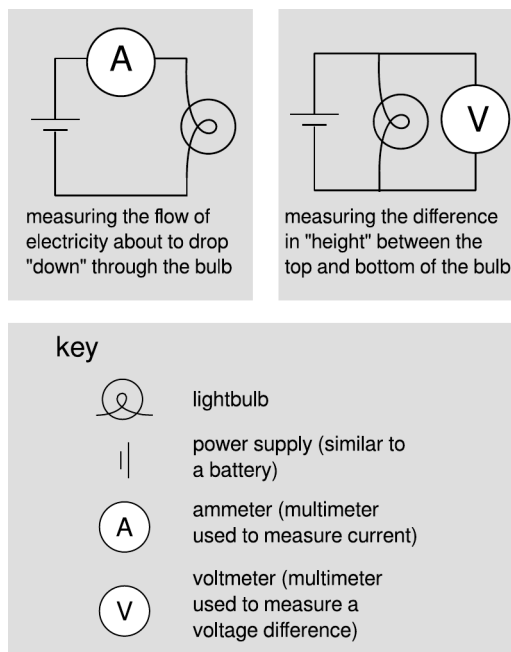 A
V
measuring the flow of
electricity about to drop
"down" through the bulb
measuring the difference
in "height" between the
top and bottom of the bulb
key
lightbulb
power supply (similar to
a battery)
A
ammeter (multimeter
used to measure current)
V
voltmeter (multimeter
used to measure a
voltage difference)